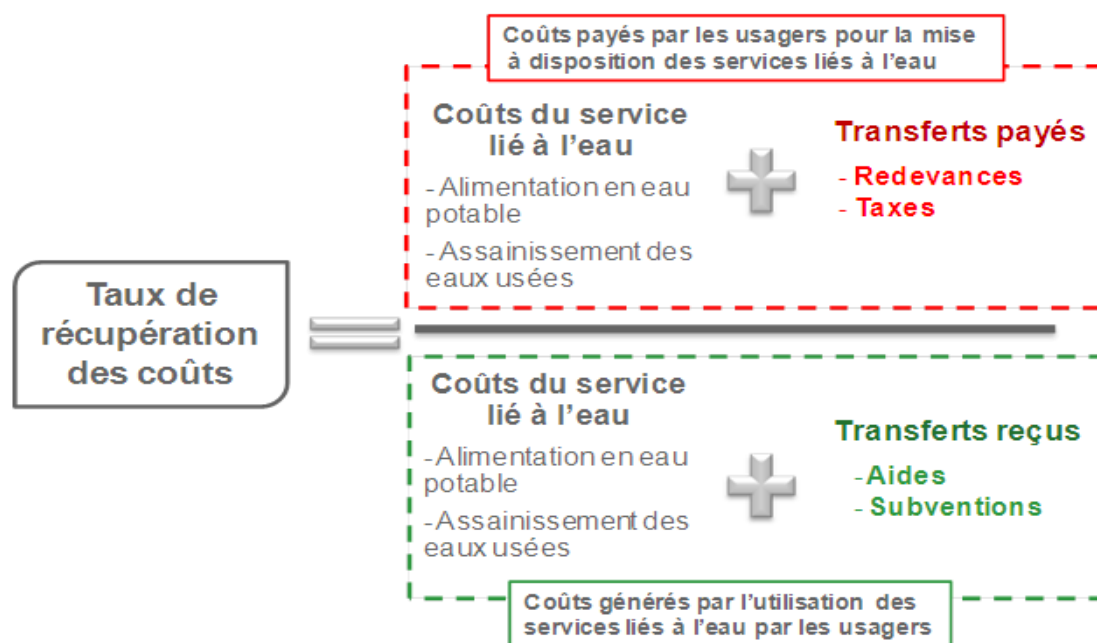 Coûts payés par les usagers pour la mise
à disposition des services liés à l'eau
Coûts du service
lié à l'eau
- Alimentation en eau
potable
- Assainissement des
eaux usées
Transferts payés
- Redevances
- Taxes
Taux de
récupération
des coûts
Coûts du service
lié à l'eau
- Alimentation en eau
potable
- Assainissement des
eaux usées
Transferts reçus
- Aides
- Subventions
Coûts générés par l'utilisation des
services liés à l'eau par les usagers